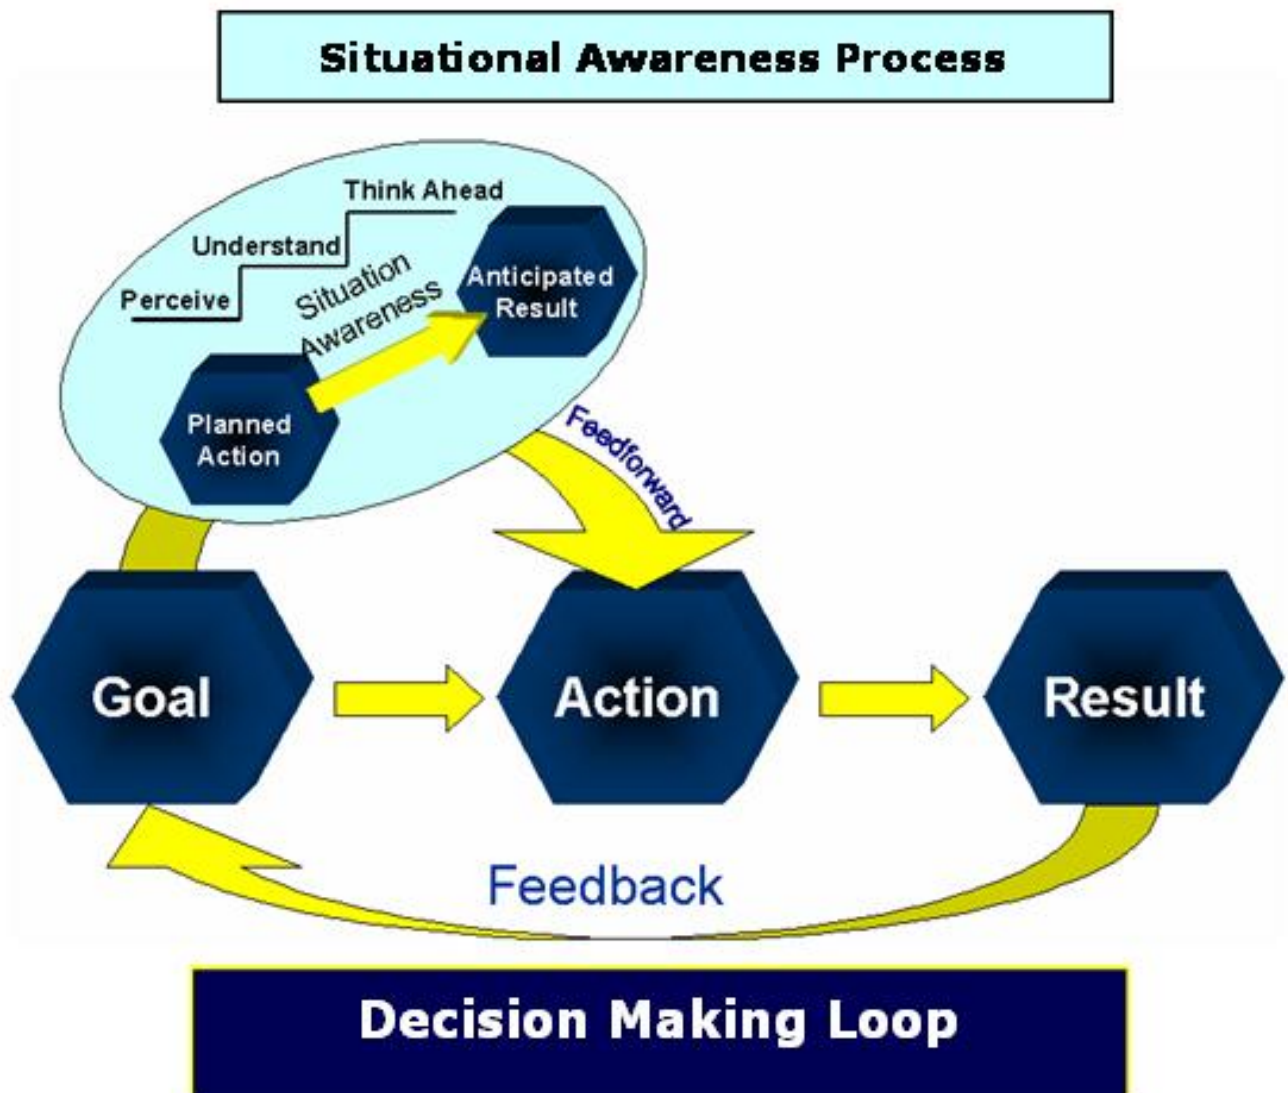 Situational Awareness Process
Think Ahead
Understand
Perceive
Situation
Awareness
Anticipated
Result
Planned
Action
Feedforward
Goal
Action
Result
Feedback
Decision Making Loop